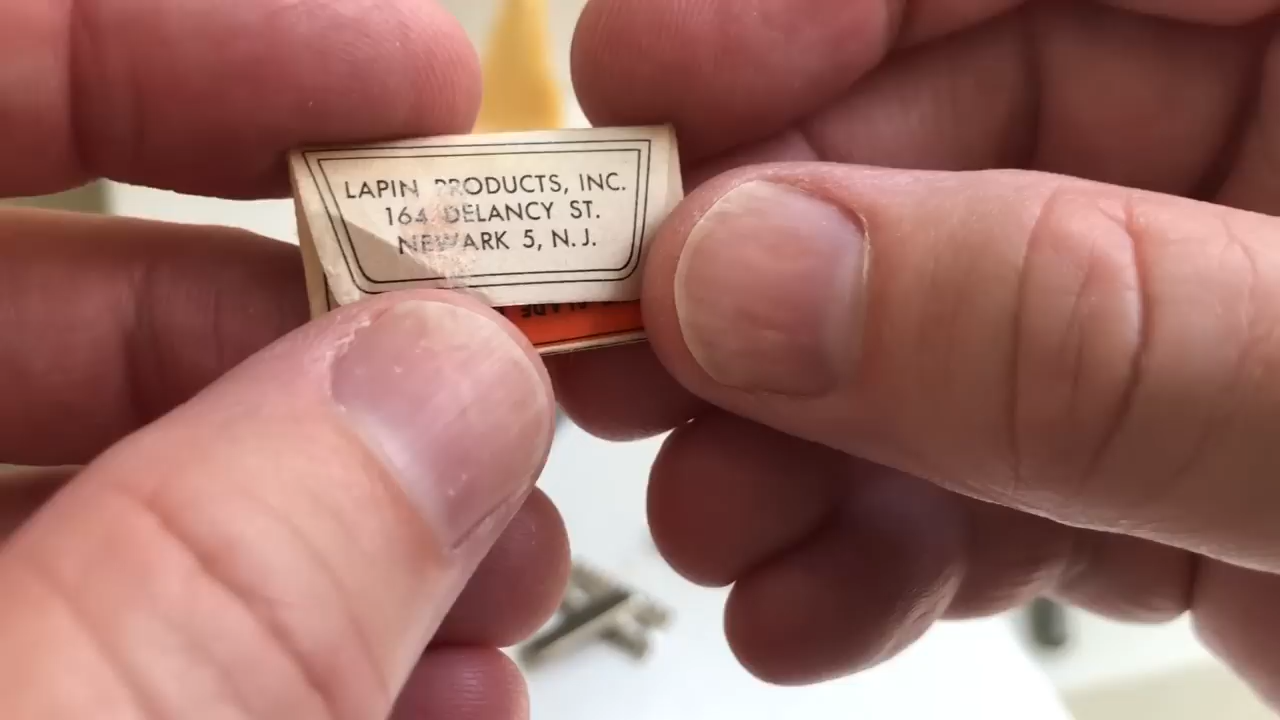 LAPIN PRODUCTS, INC.
164 DELANCY ST.
NEWARK 5, N. J.